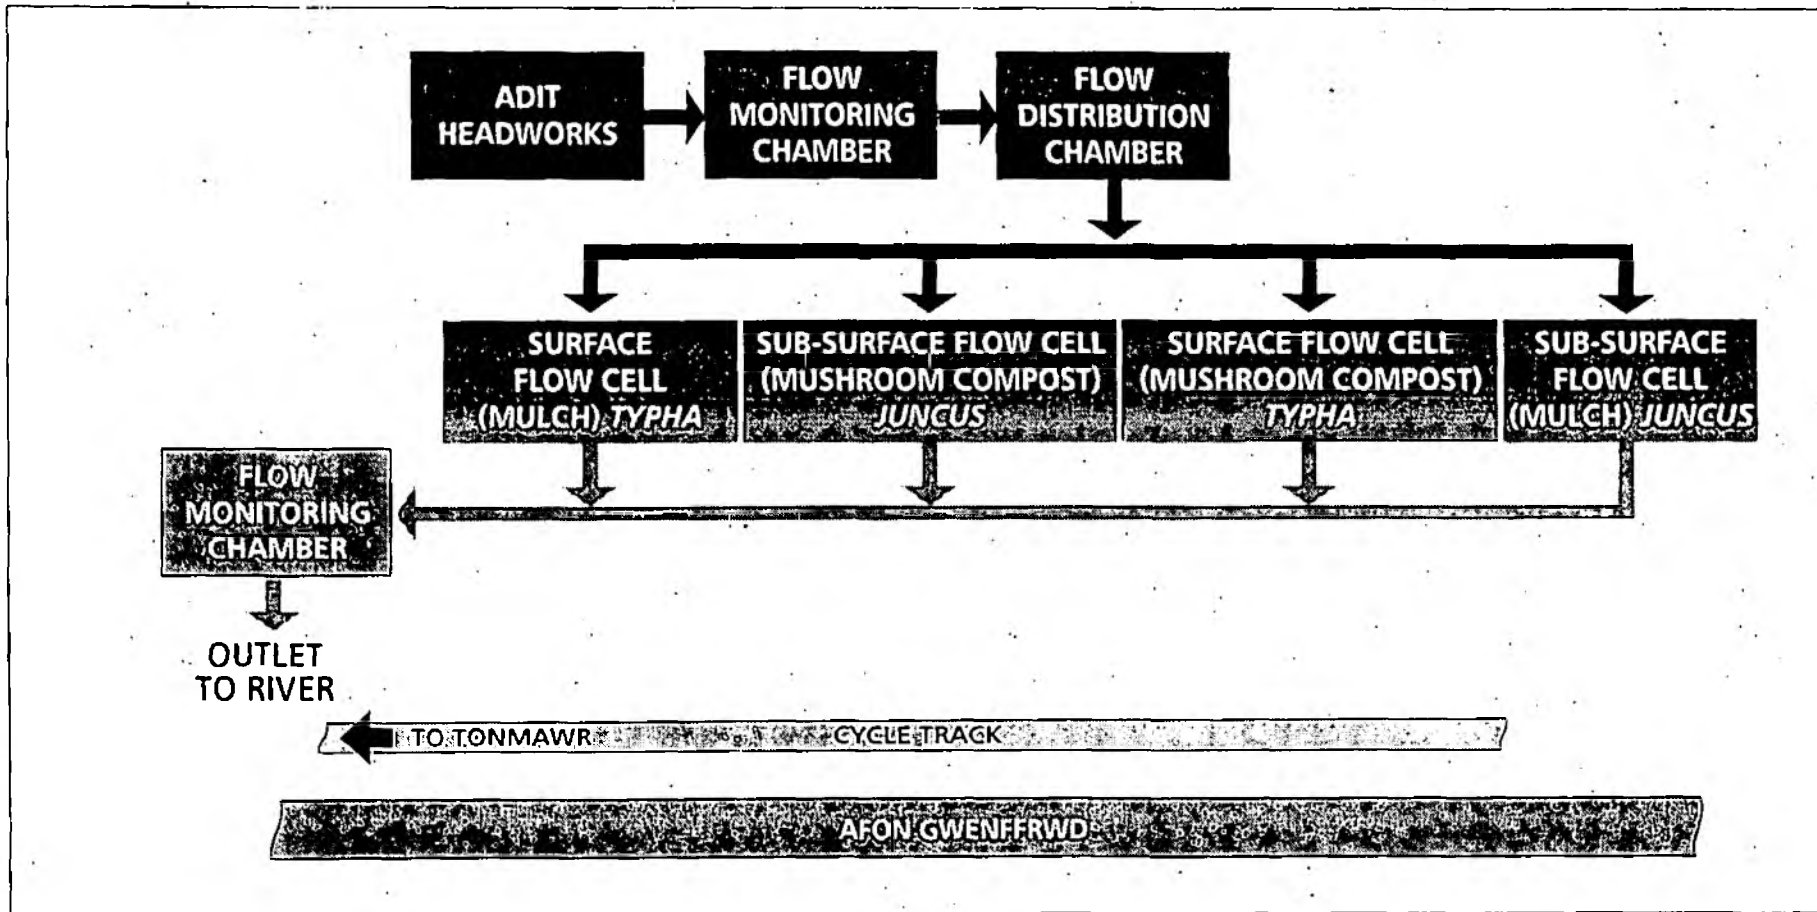 ADIT
HEADWORKS
FLOW
MONITORING
CHAMBER
FLOW
DISTRIBUTION
CHAMBER
SURFACE
FLOW CELL
(MULCH) TYPHA
SUB-SURFACE FLOW CELL
(MUSHROOM COMPOST)
JUNCUS
SURFACE FLOW CELL
(MUSHROOM COMPOST)
TYPHA
SUB-SURFACE
FLOW CELL
(MULCH) JUNCUS
FLOW
MONITORING
CHAMBER
OUTLET
TO RIVER
TO TONMAWR
CYCLE TRACK
AFON GWENFFRWD